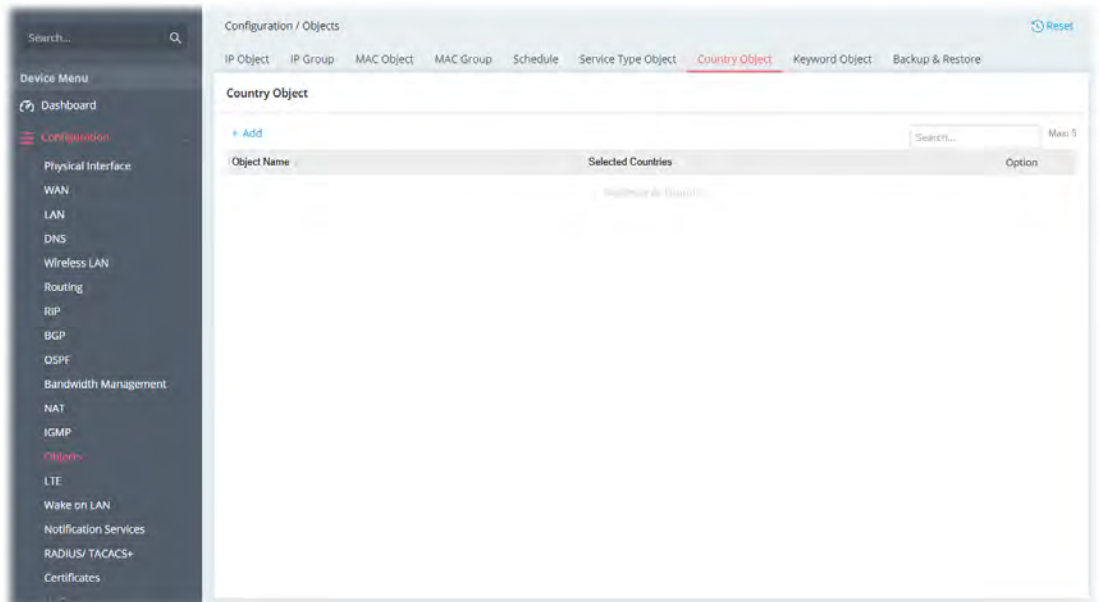 Search...
Device Menu
Dashboard
Configuration
Physical Interface
WAN
LAN
DNS
Wireless LAN
Routing
RIP
BGP
OSPF
Bandwidth Management
NAT
IGMP
Objects
LTE
Wake on LAN
Notification Services
RADIUS/ TACACS+
Certificates
Configuration / Objects
Reset
IP Object IP Group MAC Object MAC Group Schedule Service Type Object Country Object Keyword Object Backup & Restore
Country Object
+ Add
Search...
Max: 5
Object Name Selected Countries Option